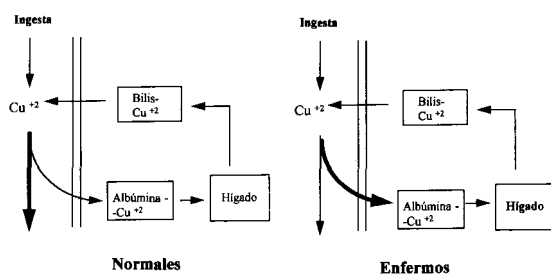 Ingesta
Cu +2
Bilis-
Cu +2
Albúmina -
-Cu +2
Hígado
Normales
Ingesta
Cu +2
Bilis-
Cu +2
Albúmina -
-Cu +2
Hígado
Enfermos